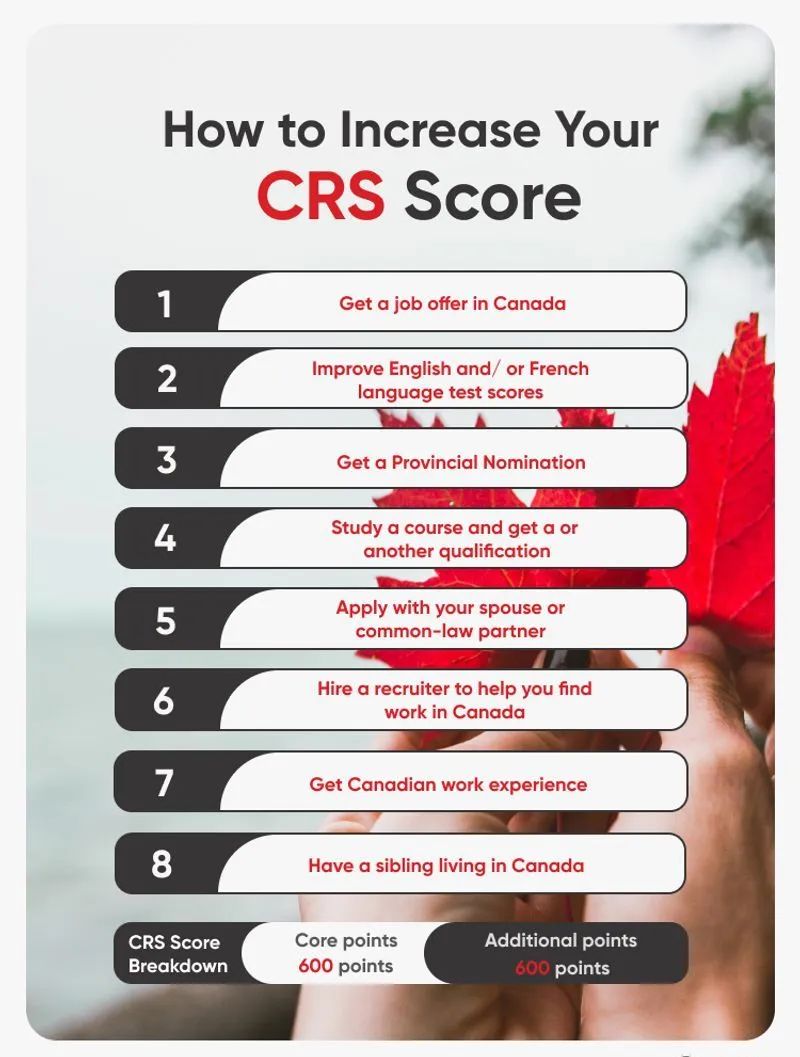 How to Increase Your
CRS Score
1
Get a job offer in Canada
2
Improve English and/ or French
language test scores
3
Get a Provincial Nomination
4
Study a course and get a or
another qualification
5
Apply with your spouse or
common-law partner
6
Hire a recruiter to help you find
work in Canada
7
Get Canadian work experience
8
Have a sibling living in Canada
CRS Score
Breakdown
Core points
600 points
Additional points
600 points